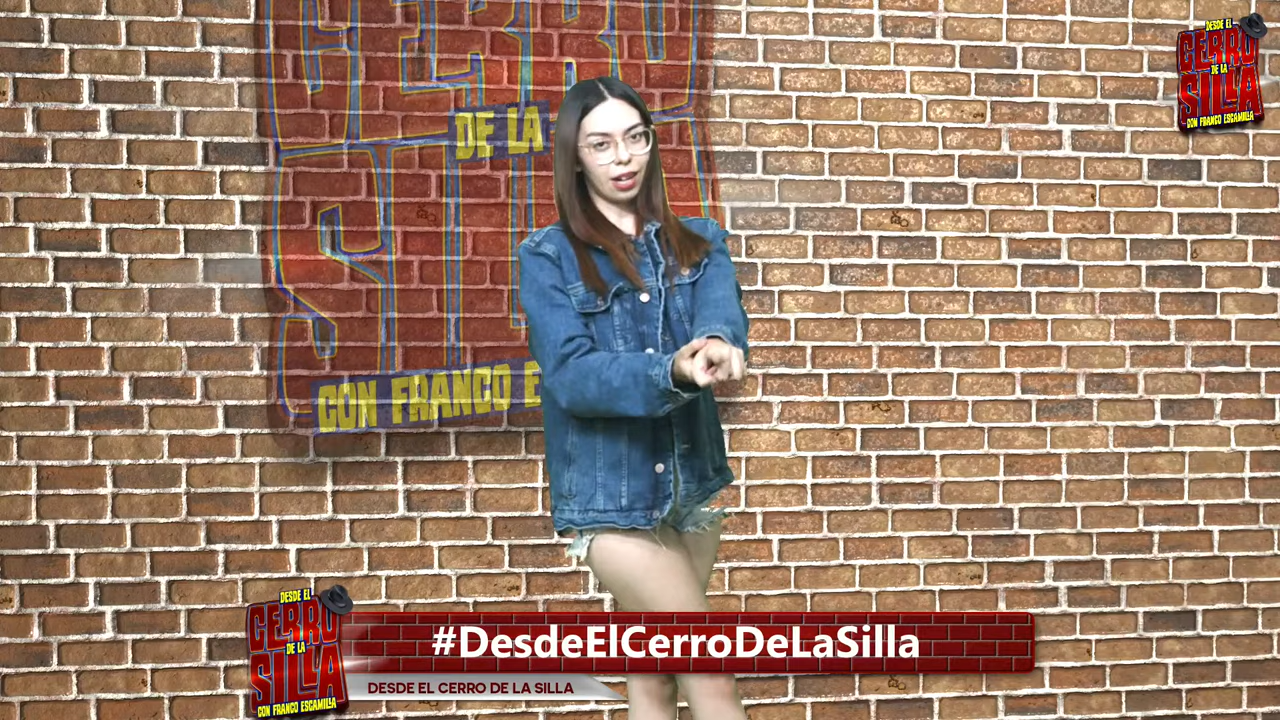 CERRO
DE LA
SILLA
CON FRANCO E
DESDE EL
CERRO
DE LA
SILLA
CON FRANCO ESCAMILLA
DESDE EL
CERRO
DE LA
SILLA
CON FRANCO ESCAMILLA
#DesdeElCerroDeLaSilla
DESDE EL CERRO DE LA SILLA